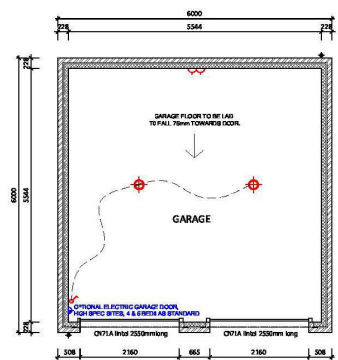 6000
228
5544
228
GARAGE FLOOR TO BE LAID
TO FALL 75mm TOWARDS DOOR.
6000
228
5544
228
GARAGE
OPTIONAL ELECTRIC GARAGE DOOR,
HIGH SPEC SITES, 4 & 5 BEDS AS STANDARD
CN71A lintel 2550mmlong
CN71A lintel 2550mm long
508
2160
665
2160
508